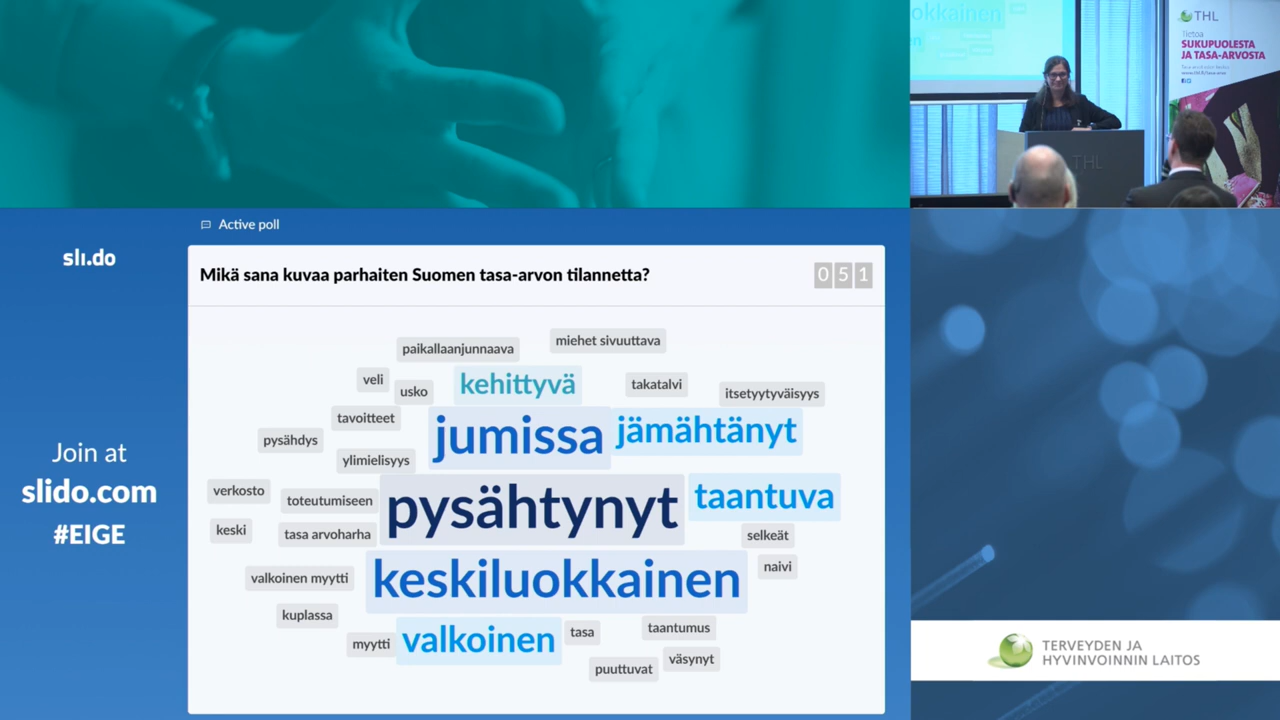 okkainen
THL
Tietoa
SUKUPUOLESTA
JA TASA-ARVOSTA
THL
Active poll
sli.do
Mikä sana kuvaa parhaiten Suomen tasa-arvon tilannetta?
051
paikallaanjunnaava
miehet sivuuttava
veli
usko
kehittyvä
takatalvi
itsetyytyväisyys
tavoitteet
pysähdys
jumissa
jämähtänyt
ylimielisyys
Join at
slido.com
#EIGE
verkosto
toteutumiseen
pysähtynyt
taantuva
keski
tasa arvoharha
selkeät
valkoinen myytti
keskiluokkainen
naivi
kuplassa
myytti
valkoinen
tasa
taantumus
puuttuvat
väsynyt
TERVEYDEN JA
HYVINVOINNIN LAITOS